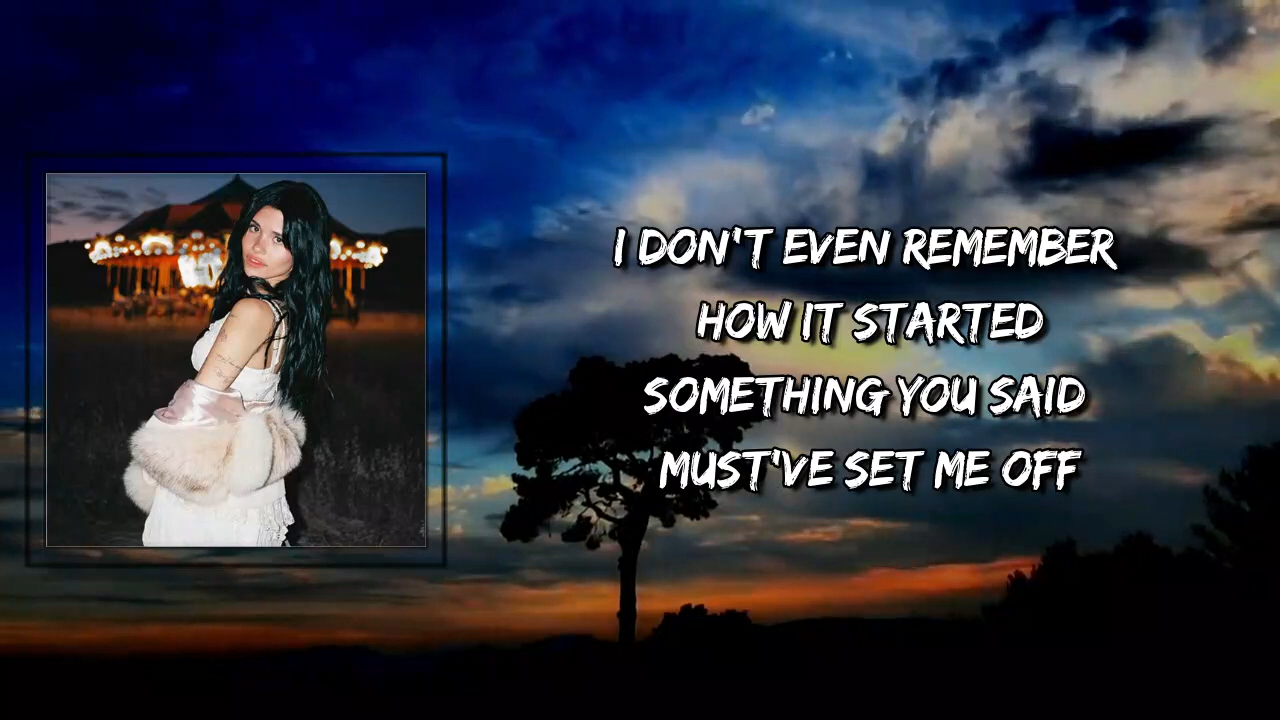 I DON'T EVEN REMEMBER
HOW IT STARTED
SOMETHING YOU SAID
MUST'VE SET ME OFF